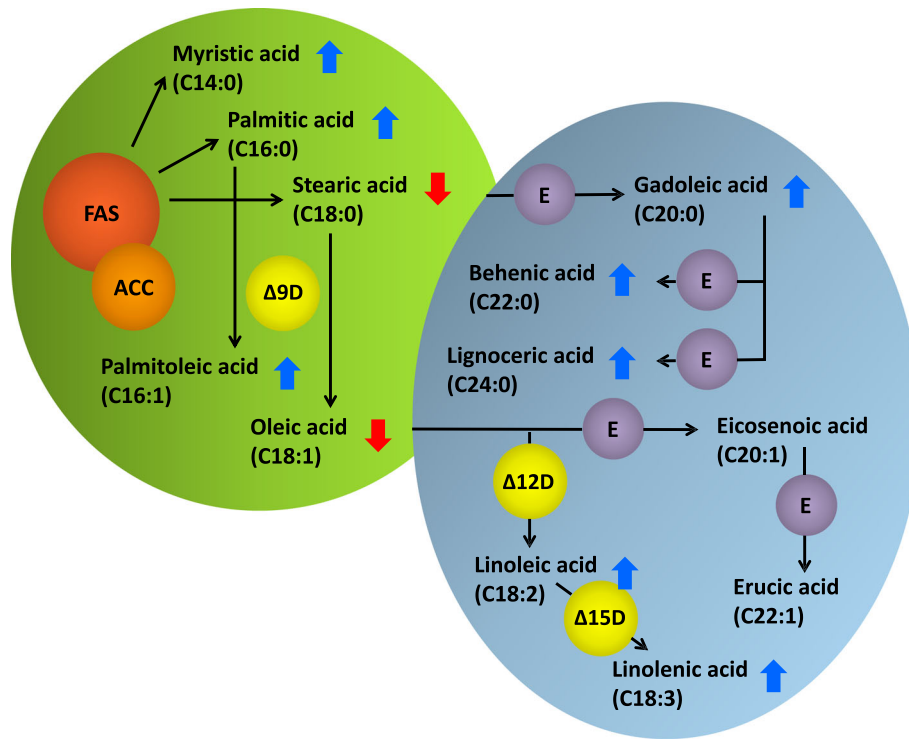 Myristic acid
(C14:0)
Palmitic acid
(C16:0)
FAS
Stearic acid
(C18:0)
E
Gadoleic acid
(C20:0)
ACC
Δ9D
Behenic acid
(C22:0)
E
Palmitoleic acid
(C16:1)
Lignoceric acid
(C24:0)
E
Oleic acid
(C18:1)
E
Eicosenoic acid
(C20:1)
Δ12D
E
Linoleic acid
(C18:2)
Δ15D
Erucic acid
(C22:1)
Linolenic acid
(C18:3)